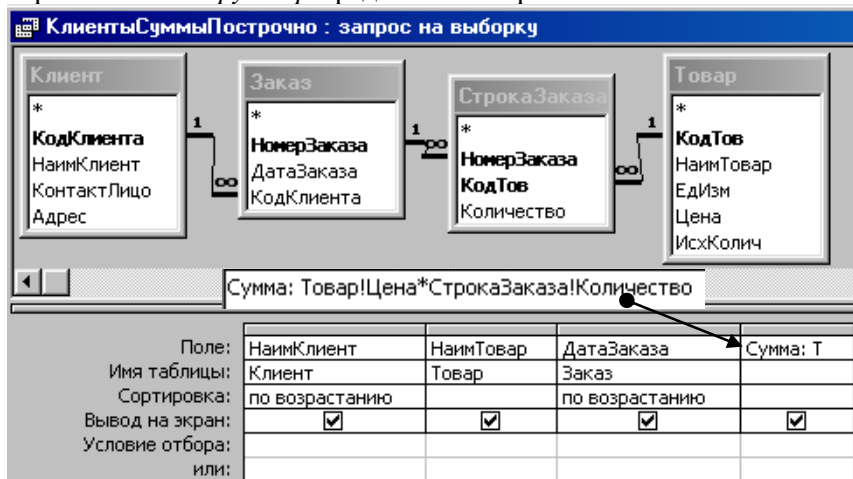 КлиентыСуммыПострочно : запрос на выборку
Клиент
*
КодКлиента
НаимКлиент
КонтактЛицо
Адрес
1
∞
Заказ
*
НомерЗаказа
ДатаЗаказа
КодКлиента
1
∞
СтрокаЗаказа
*
НомерЗаказа
КодТов
Количество
1
∞
Товар
*
КодТов
НаимТовар
ЕдИзм
Цена
ИсхКолич
Сумма: Товар!Цена*СтрокаЗаказа!Количество
Поле: НаимКлиент НаимТовар ДатаЗаказа Сумма: Т
Имя таблицы: Клиент Товар Заказ
Сортировка: по возрастанию по возрастанию
Вывод на экран:
Условие отбора:
или: